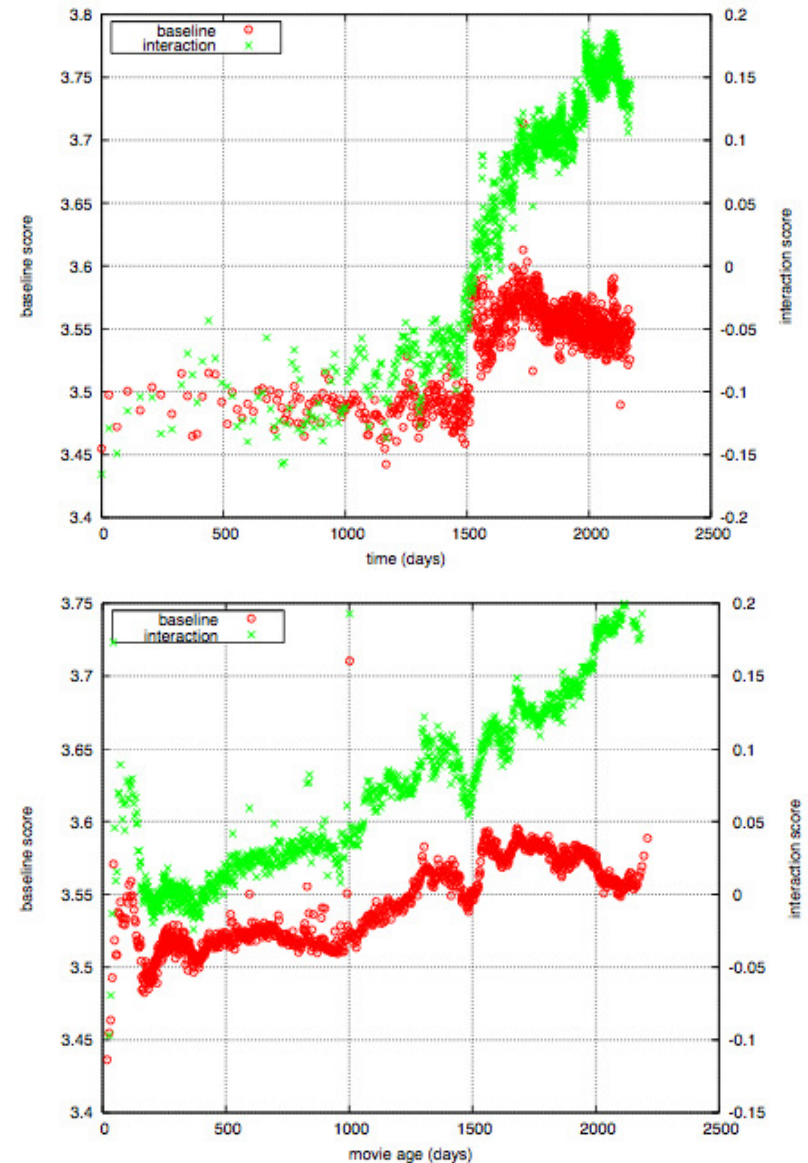 baseline
interaction
3.8
3.75
3.7
3.65
3.6
3.55
3.5
3.45
3.4
baseline score
0.2
0.15
0.1
0.05
0
-0.05
-0.1
-0.15
-0.2
interaction score
0 500 1000 1500 2000 2500
time (days)
baseline
interaction
3.75
3.7
3.65
3.6
3.55
3.5
3.45
3.4
baseline score
0.2
0.15
0.1
0.05
0
-0.05
-0.1
-0.15
interaction score
0 500 1000 1500 2000 2500
movie age (days)